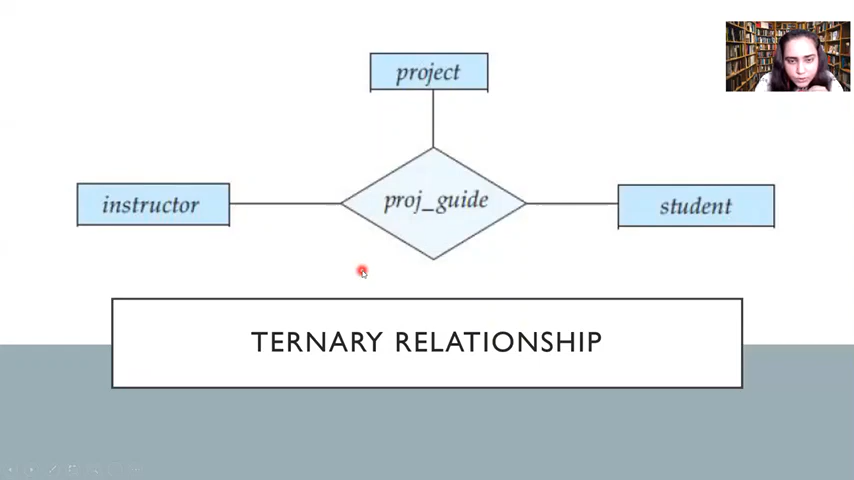 project
instructor
proj_guide
student
TERNARY RELATIONSHIP